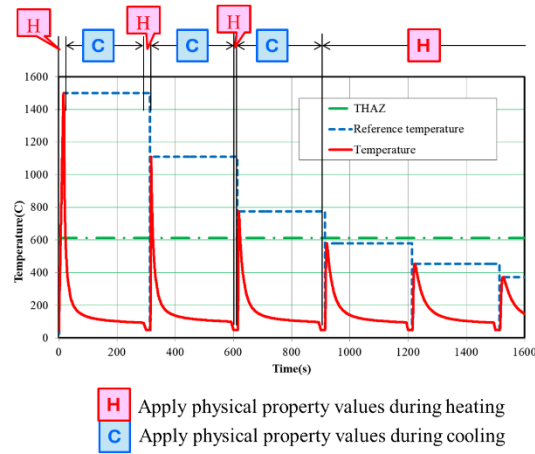 H H H
C C C H
1600
1400
1200
1000
800
600
400
200
0
Temperature(C)
THAZ
Reference temperature
Temperature
0 200 400 600 800 1000 1200 1400 1600
Time(s)
H Apply physical property values during heating
C Apply physical property values during cooling